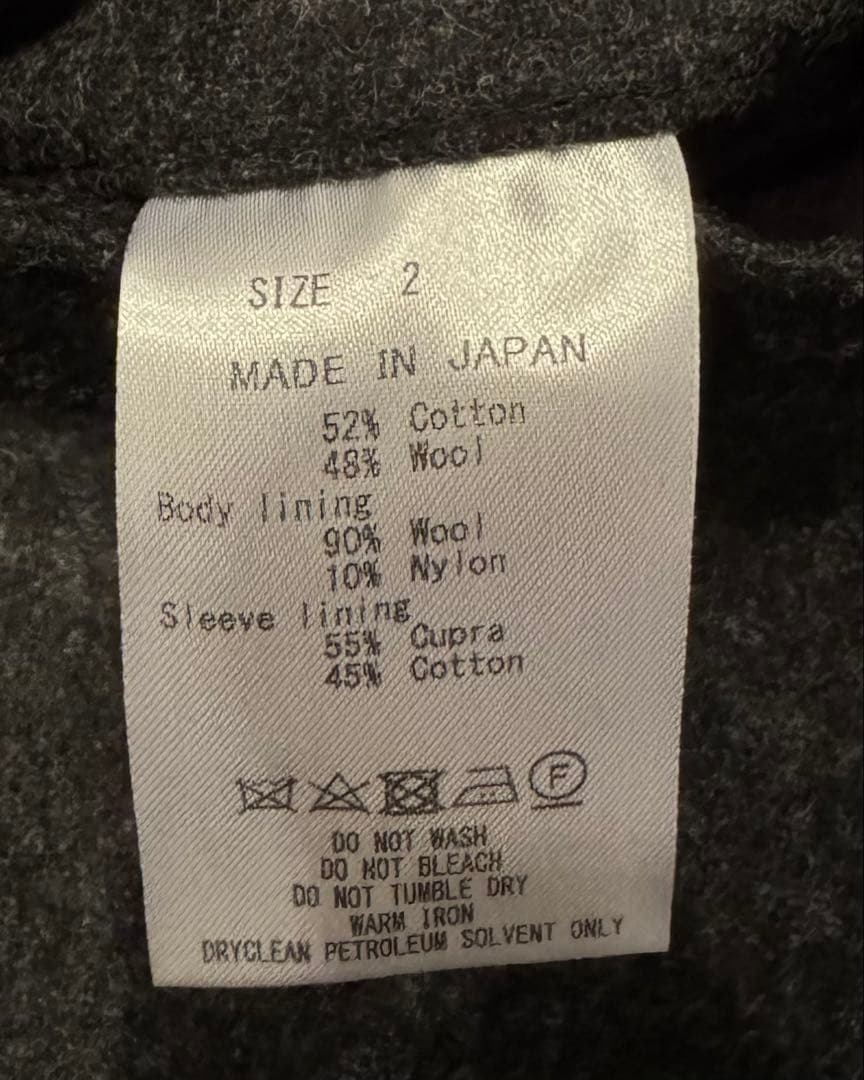 SIZE 2
MADE IN JAPAN
52% Cotton
48% Wool
Body lining
90% Wool
10% Nylon
Sleeve lining
55% Cupra
45% Cotton
F
DO NOT WASH
DO NOT BLEACH
DO NOT TUMBLE DRY
WARM IRON
DRYCLEAN PETROLEUM SOLVENT ONLY